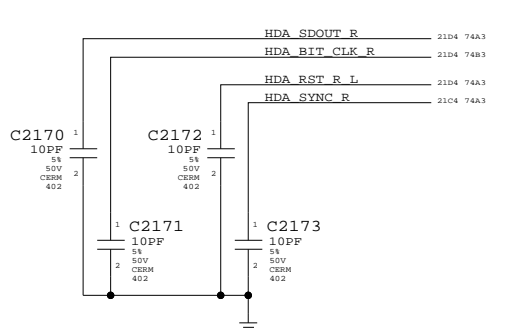 HDA_SDOUT_R 21D4 74A3
HDA_BIT_CLK_R 21D4 74B3
HDA_RST_R_L 21D4 74A3
HDA_SYNC_R 21C4 74A3
C2170 1
10PF
5%
50V
CERM
402
2
C2172 1
10PF
5%
50V
CERM
402
2
1 C2171
10PF
5%
50V
CERM
402
2
1 C2173
10PF
5%
50V
CERM
402
2